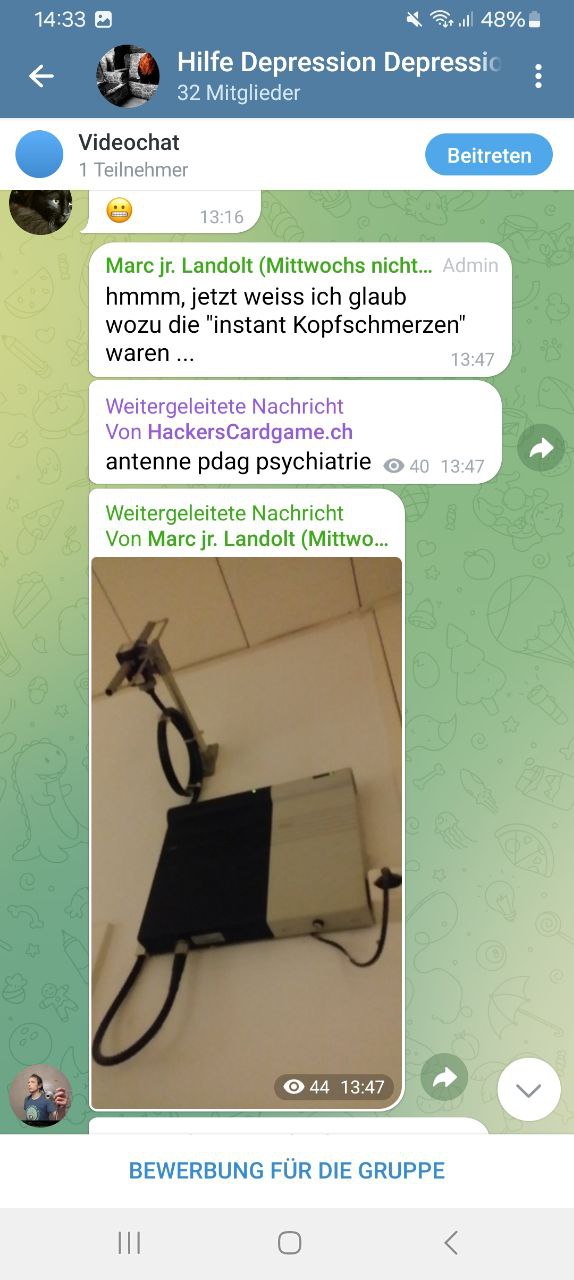 14:33
48%
Hilfe Depression Depressio
32 Mitglieder
Videochat
1 Teilnehmer
Beitreten
13:16
Marc jr. Landolt (Mittwochs nicht... Admin
hmmm, jetzt weiss ich glaub
wozu die "instant Kopfschmerzen"
waren ...
13:47
Weitergeleitete Nachricht
Von HackersCardgame.ch
antenne pdag psychiatrie 40 13:47
Weitergeleitete Nachricht
Von Marc jr. Landolt (Mittwo...
44 13:47
BEWERBUNG FÜR DIE GRUPPE